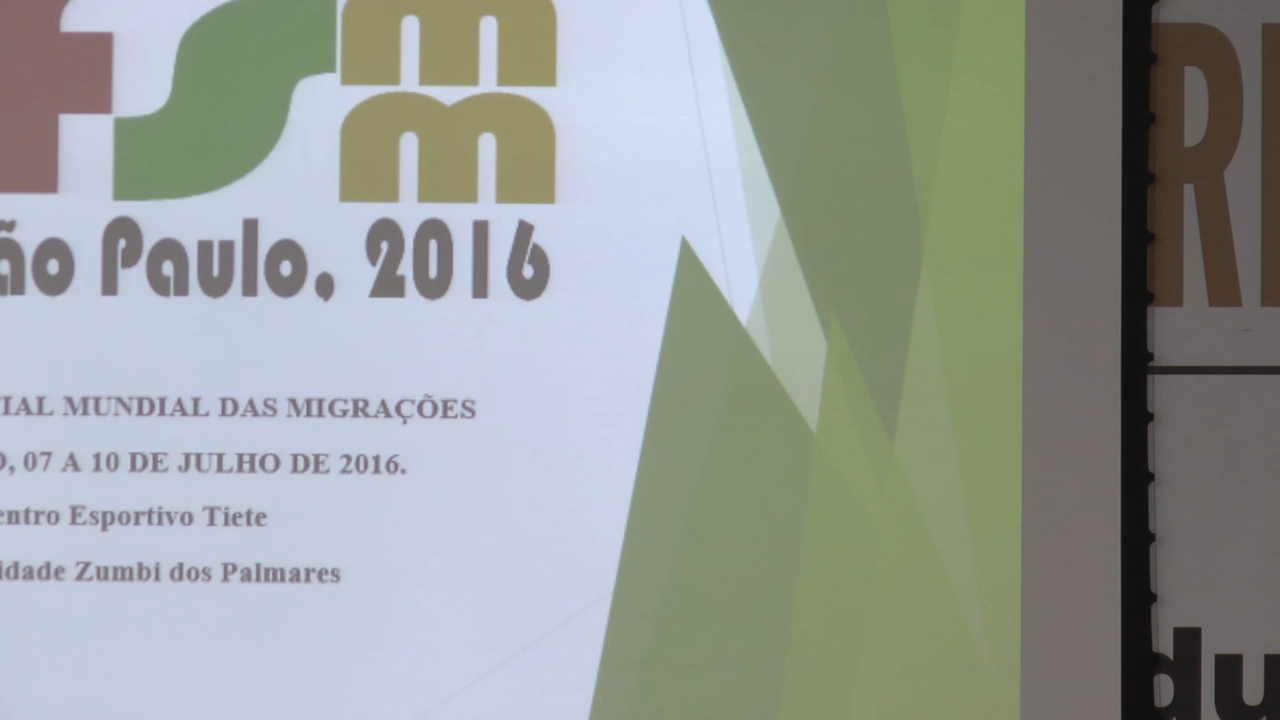 fsmm
ão Paulo, 2016
IAL MUNDIAL DAS MIGRAÇÕES
, 07 A 10 DE JULHO DE 2016.
entro Esportivo Tiete
idade Zumbi dos Palmares
R
du